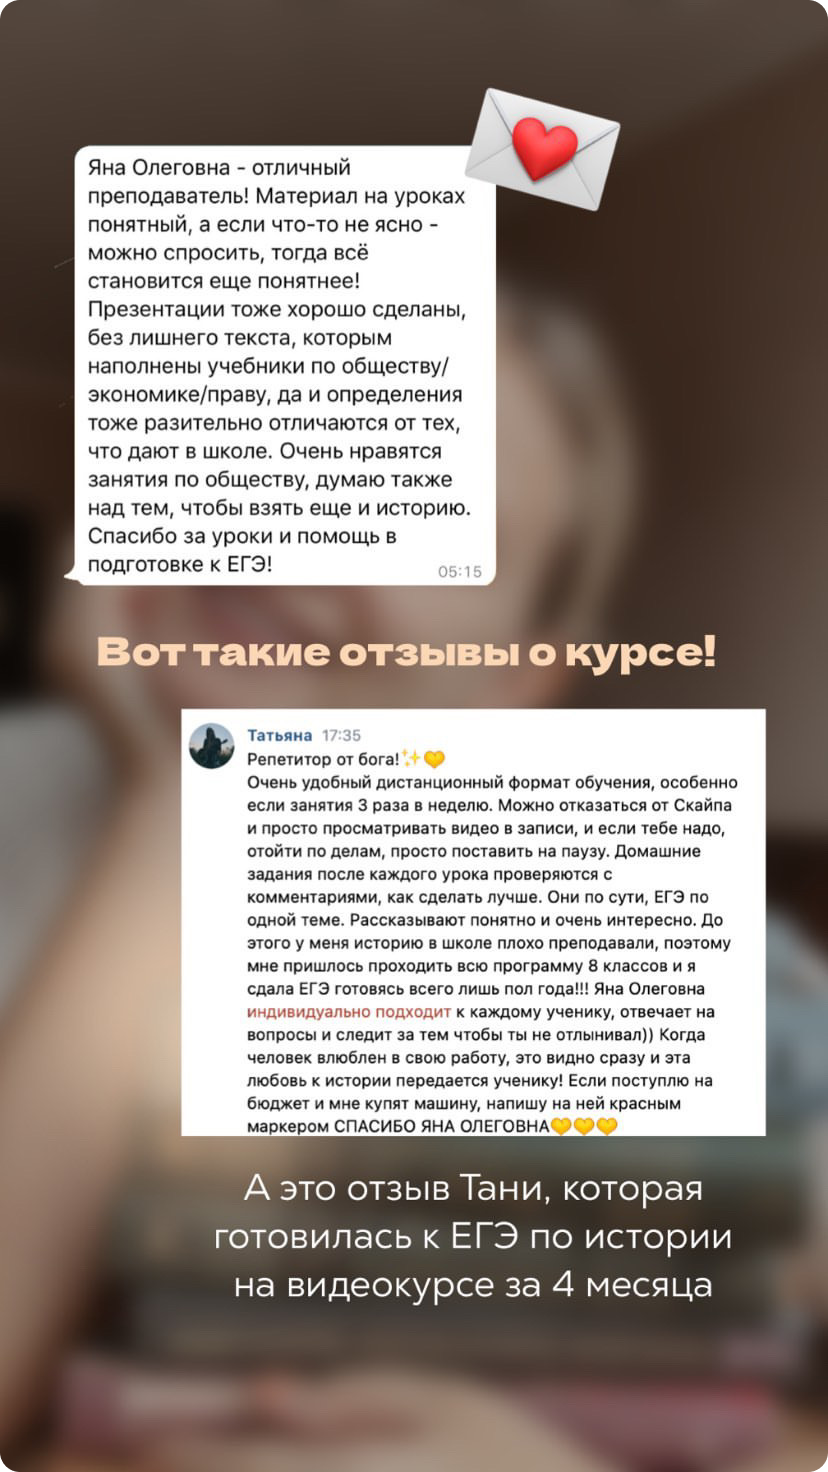 Яна Олеговна - отличный
преподаватель! Материал на уроках
понятный, а если что-то не ясно -
можно спросить, тогда всё
становится еще понятнее!
Презентации тоже хорошо сделаны,
без лишнего текста, которым
наполнены учебники по обществу/
экономике/праву, да и определения
тоже разительно отличаются от тех,
что дают в школе. Очень нравятся
занятия по обществу, думаю также
над тем, чтобы взять еще и историю.
Спасибо за уроки и помощь в
подготовке к ЕГЭ!
05:15
Вот такие отзывы о курсе!
Татьяна 17:35
Репетитор от бога!✨💛
Очень удобный дистанционный формат обучения, особенно
если занятия 3 раза в неделю. Можно отказаться от Скайпа
и просто просматривать видео в записи, и если тебе надо,
отойти по делам, просто поставить на паузу. Домашние
задания после каждого урока проверяются с
комментариями, как сделать лучше. Они по сути, ЕГЭ по
одной теме. Рассказывают понятно и очень интересно. До
этого у меня историю в школе плохо преподавали, поэтому
мне пришлось проходить всю программу 8 классов и я
сдала ЕГЭ готовясь всего лишь пол года!!! Яна Олеговна
индивидуально подходит к каждому ученику, отвечает на
вопросы и следит за тем чтобы ты не отлынивал)) Когда
человек влюблен в свою работу, это видно сразу и эта
любовь к истории передается ученику! Если поступлю на
бюджет и мне купят машину, напишу на ней красным
маркером СПАСИБО ЯНА ОЛЕГОВНА💛💛💛
А это отзыв Тани, которая
готовилась к ЕГЭ по истории
на видеокурсе за 4 месяца